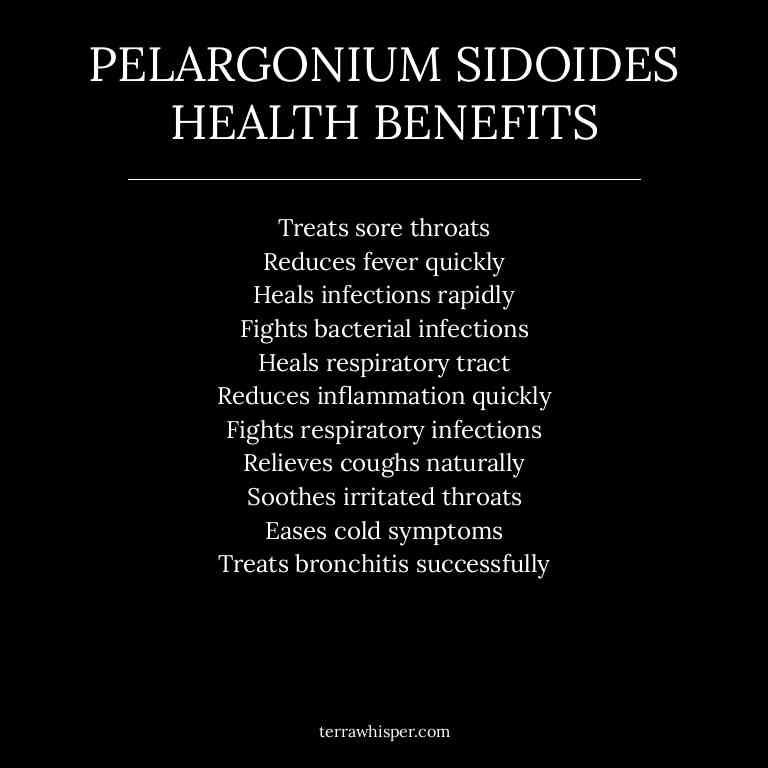 PELARGONIUM SIDOIDES
HEALTH BENEFITS
Treats sore throats
Reduces fever quickly
Heals infections rapidly
Fights bacterial infections
Heals respiratory tract
Reduces inflammation quickly
Fights respiratory infections
Relieves coughs naturally
Soothes irritated throats
Eases cold symptoms
Treats bronchitis successfully
terrawhisper.com